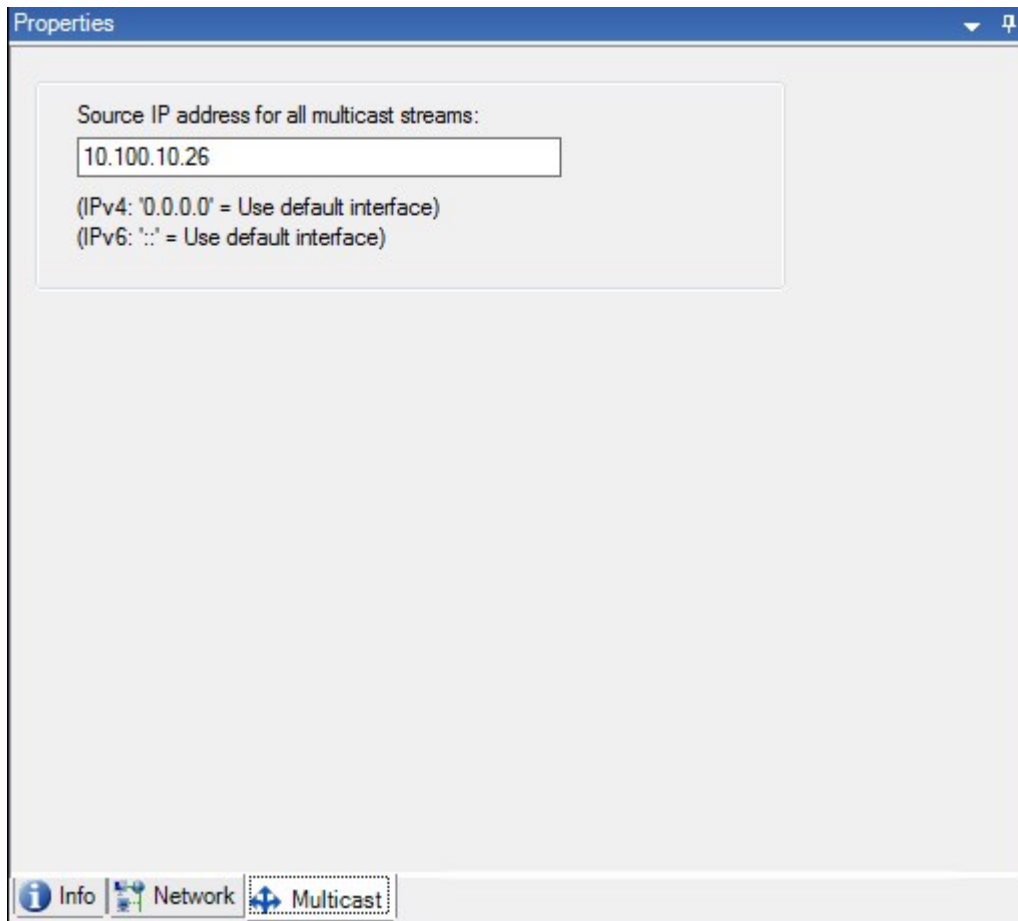 Properties
Source IP address for all multicast streams:
10.100.10.26
(IPv4: '0.0.0.0' = Use default interface)
(IPv6: '::' = Use default interface)
Info Network Multicast